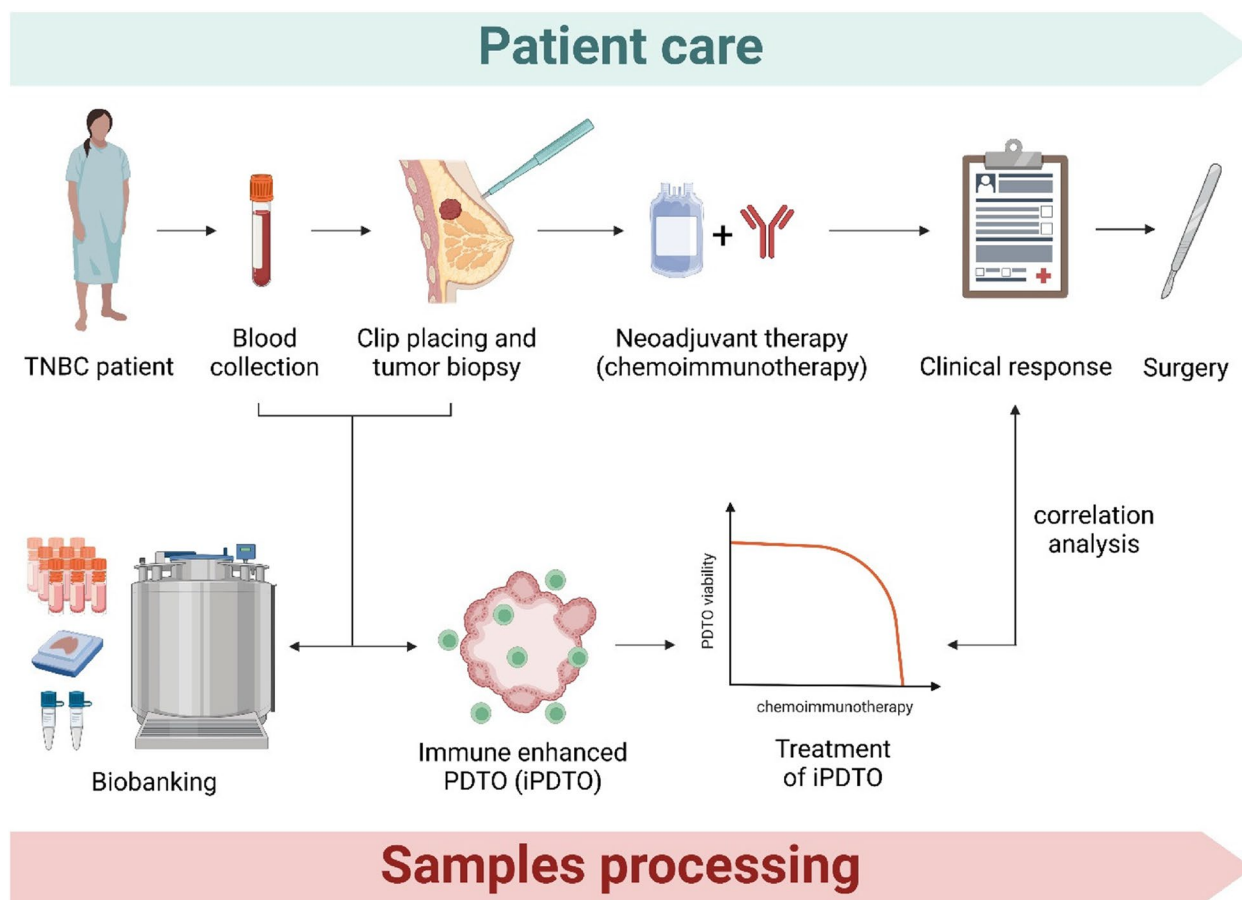 Patient care
+
TNBC patient
Blood
collection
Clip placing and
tumor biopsy
Neoadjuvant therapy
(chemoimmunotherapy)
Clinical response
Surgery
correlation
analysis
PDTO viability
chemoimmunotherapy
Biobanking
Immune enhanced
PDTO (iPDTO)
Treatment
of iPDTO
Samples processing